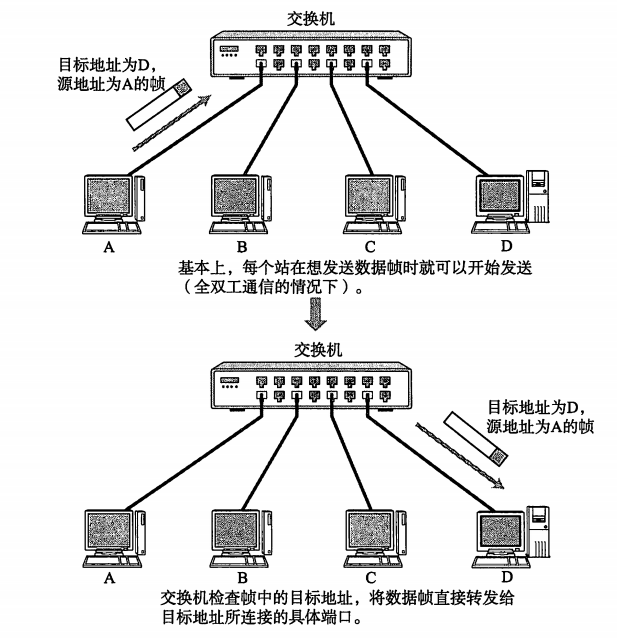 交换机
目标地址为D，
源地址为A的帧
A
B
C
D
基本上，每个站在想发送数据帧时就可以开始发送
（全双工通信的情况下）。
交换机
目标地址为D，
源地址为A的帧
A
B
C
D
交换机检查帧中的目标地址，将数据帧直接转发给
目标地址所连接的具体端口。